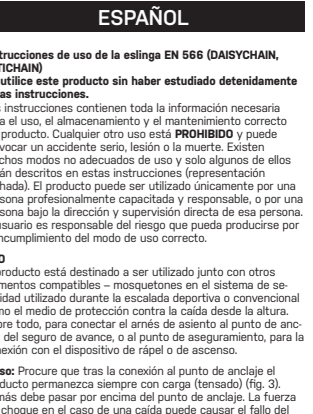 ESPAÑOL
trucciones de uso de la eslinga EN 566 (DAISYCHAIN,
TICHAIN)
utilice este producto sin haber estudiado detenidamente
as instrucciones.
s instrucciones contienen toda la información necesaria
a el uso, el almacenamiento y el mantenimiento correcto
producto. Cualquier otro uso está PROHIBIDO y puede
vocar un accidente serio, lesión o la muerte. Existen
chos modos no adecuados de uso y solo algunos de ellos
án descritos en estas instrucciones (representación
hada). El producto puede ser utilizado únicamente por una
sona profesionalmente capacitada y responsable, o por una
sona bajo la dirección y supervisión directa de esa persona.
usuario es responsable del riesgo que pueda producirse por
ncumplimiento del modo de uso correcto.
O
producto está destinado a ser utilizado junto con otros
mentos compatibles – mosquetones en el sistema de se-
idad utilizado durante la escalada deportiva o convencional
mo el medio de protección contra la caída desde la altura.
bre todo, para conectar el arnés de asiento al punto de anc-
del seguro de avance, o al punto de aseguramiento, para la
nexión con el dispositivo de rápel o de ascenso.
so: Procure que tras la conexión al punto de anclaje el
ducto permanezca siempre con carga (tensado) (fig. 3).
más debe pasar por encima del punto de anclaje. La fuerza
choque en el caso de una caída puede causar el fallo del